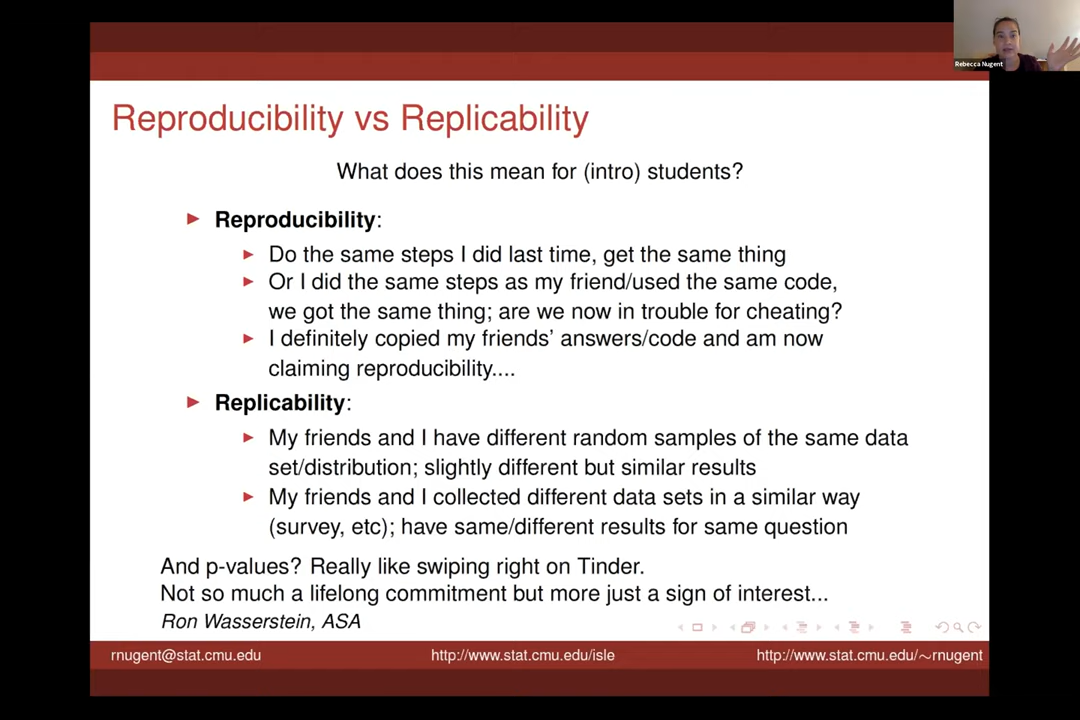 Rebecca Nugent
Reproducibility vs Replicability
What does this mean for (intro) students?
Reproducibility:
Do the same steps I did last time, get the same thing
Or I did the same steps as my friend/used the same code,
we got the same thing; are we now in trouble for cheating?
I definitely copied my friends' answers/code and am now
claiming reproducibility....
Replicability:
My friends and I have different random samples of the same data
set/distribution; slightly different but similar results
My friends and I collected different data sets in a similar way
(survey, etc); have same/different results for same question
And p-values? Really like swiping right on Tinder.
Not so much a lifelong commitment but more just a sign of interest...
Ron Wasserstein, ASA
rnugent@stat.cmu.edu
http://www.stat.cmu.edu/isle
http://www.stat.cmu.edu/~rnugent